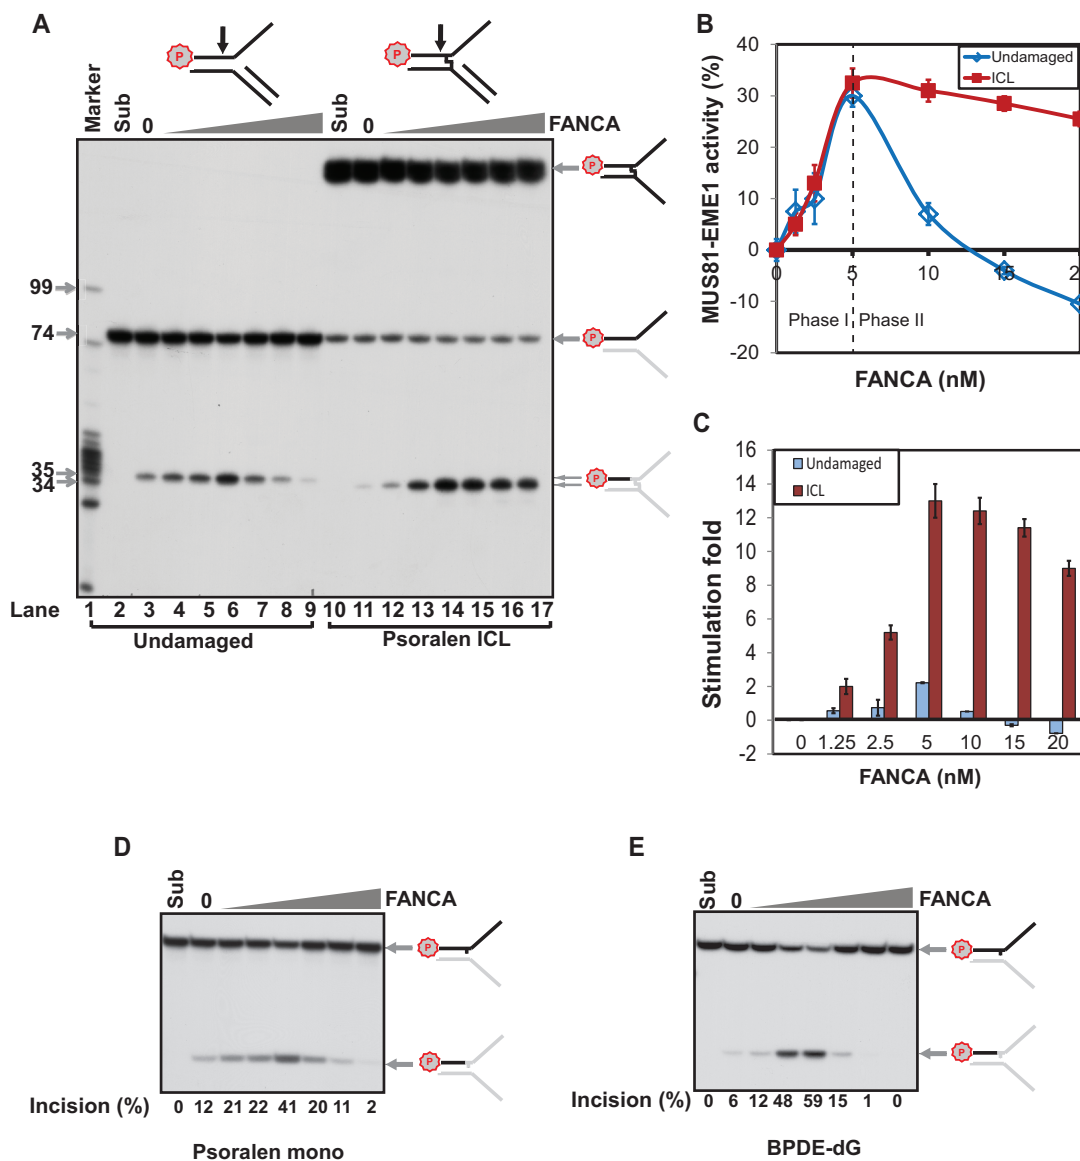 A
P
P
Marker
Sub
0
Sub
0
FANCA
P
99
74
P
35
34
P
Lane 1 2 3 4 5 6 7 8 9 10 11 12 13 14 15 16 17
Undamaged
Psoralen ICL
B
MUS81-EME1 activity (%)
40
30
20
10
0
-10
-20
Undamaged
ICL
0 5 10 15
Phase I
Phase II
FANCA (nM)
C
Stimulation fold
16
14
12
10
8
6
4
2
0
-2
Undamaged
ICL
0 1.25 2.5 5 10 15 20
FANCA (nM)
D
Sub
0
FANCA
P
P
Incision (%) 0 12 21 22 41 20 11 2
Psoralen mono
E
Sub
0
FANCA
P
P
Incision (%) 0 6 12 48 59 15 1 0
BPDE-dG